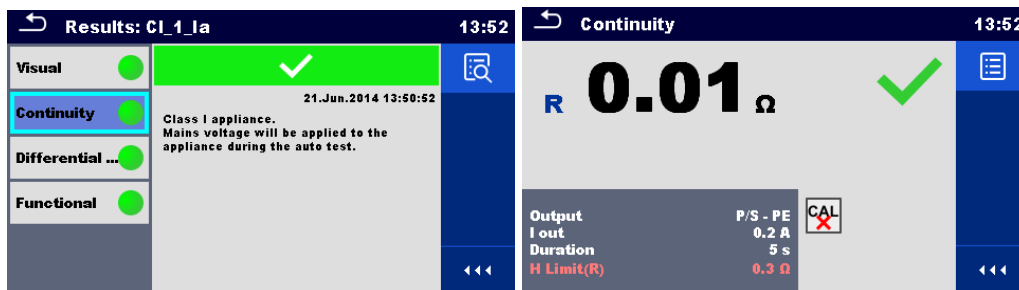 Results: Cl_1_Ia
13:52
Visual
Continuity
Differential ...
Functional
21.Jun.2014 13:50:52
Class I appliance.
Mains voltage will be applied to the
appliance during the auto test.
Continuity
13:52
R 0.01 Ω
Output P/S - PE
I out 0.2 A
Duration 5 s
H Limit(R) 0.3 Ω
CAL